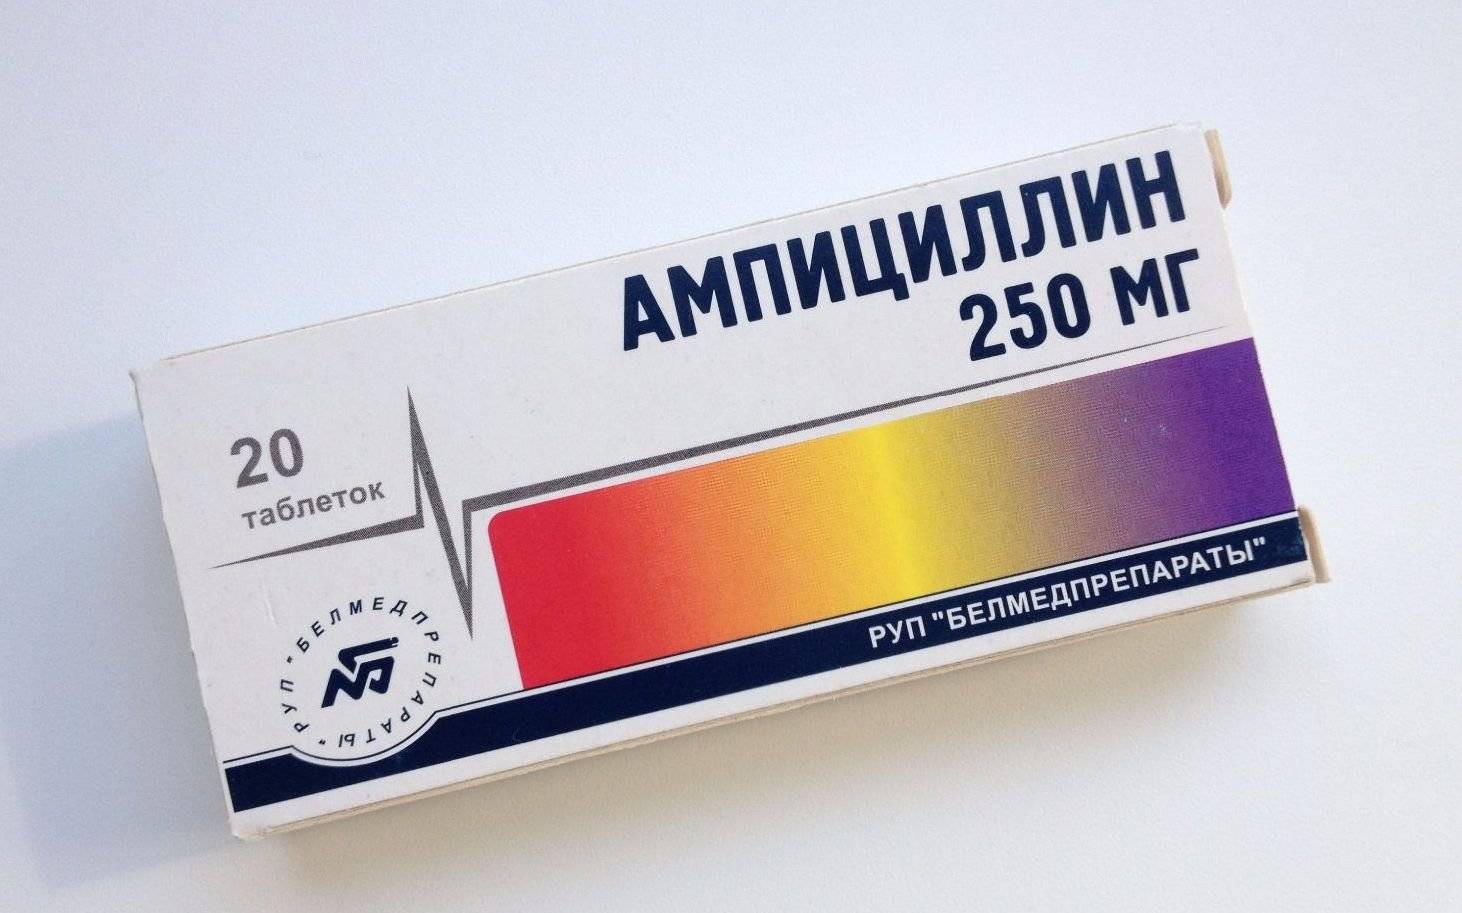 АМПИЦИЛЛИН
250 МГ
20
таблеток
РУП "БЕЛМЕДПРЕПАРАТЫ"
РУП "БЕЛМЕДПРЕПАРАТЫ"